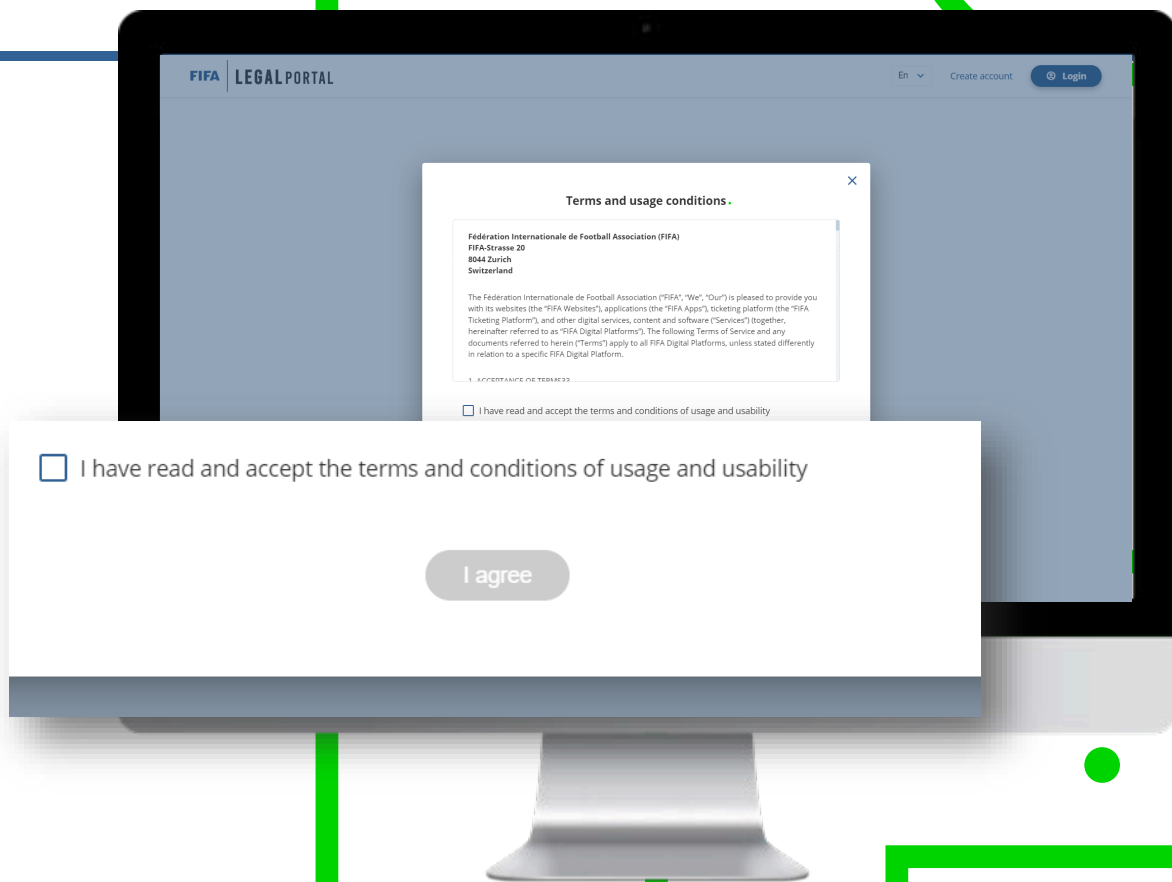 FIFA LEGAL PORTAL
En Create account Login
Terms and usage conditions.
Fédération Internationale de Football Association (FIFA)
FIFA-Strasse 20
8044 Zurich
Switzerland
The Fédération Internationale de Football Association ("FIFA", "We", "Our") is pleased to provide you
with its websites (the "FIFA Websites"), applications (the "FIFA Apps"), ticketing platform (the "FIFA
Ticketing Platform"), and other digital services, content and software ("Services") (together,
hereinafter referred to as "FIFA Digital Platforms"). The following Terms of Service and any
documents referred to herein ("Terms") apply to all FIFA Digital Platforms, unless stated differently
in relation to a specific FIFA Digital Platform.
1. ACCEPTANCE OF TERMS33
I have read and accept the terms and conditions of usage and usability
I have read and accept the terms and conditions of usage and usability
I agree